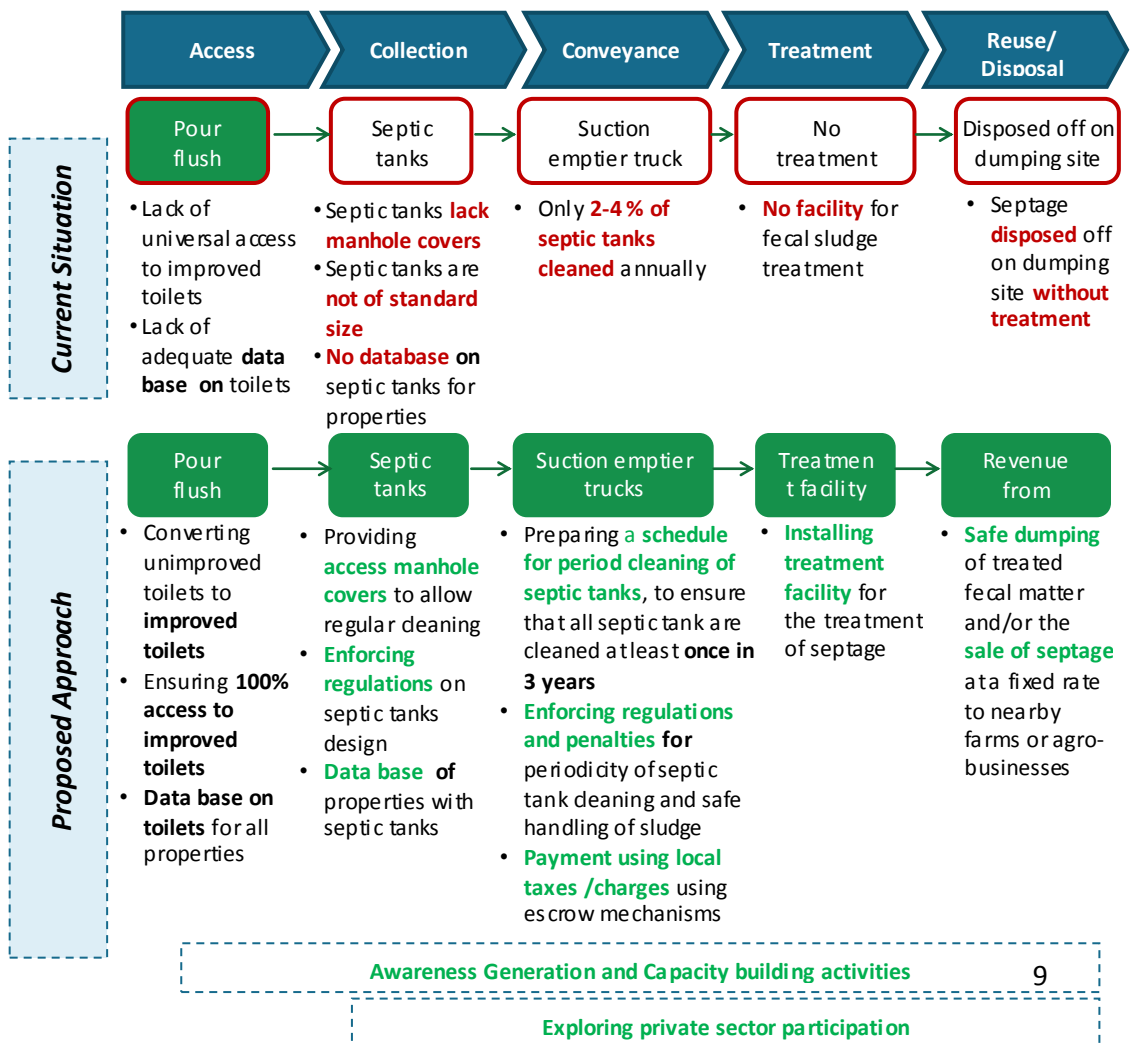 Access
Collection
Conveyance
Treatment
Reuse/
Disposal
Current Situation
Pour
flush
Septic
tanks
Suction
emptier truck
No
treatment
Disposed off on
dumping site
• Lack of
universal access
to improved
toilets
• Lack of
adequate data
base on toilets
• Septic tanks lack
manhole covers
• Septic tanks are
not of standard
size
• No database on
septic tanks for
properties
• Only 2-4 % of
septic tanks
cleaned annually
• No facility for
fecal sludge
treatment
• Septage
disposed off
on dumping
site without
treatment
Proposed Approach
Pour
flush
Septic
tanks
Suction emptier
trucks
Treatmen
t facility
Revenue
from
• Converting
unimproved
toilets to
improved
toilets
• Ensuring 100%
access to
improved
toilets
• Data base on
toilets for all
properties
• Providing
access manhole
covers to allow
regular cleaning
• Enforcing
regulations on
septic tanks
design
• Data base of
properties with
septic tanks
• Preparing a schedule
for period cleaning of
septic tanks, to ensure
that all septic tank are
cleaned at least once in
3 years
• Enforcing regulations
and penalties for
periodicity of septic
tank cleaning and safe
handling of sludge
• Payment using local
taxes /charges using
escrow mechanisms
• Installing
treatment
facility for
the treatment
of septage
• Safe dumping
of treated
fecal matter
and/or the
sale of septage
at a fixed rate
to nearby
farms or agro-
businesses
Awareness Generation and Capacity building activities
9
Exploring private sector participation